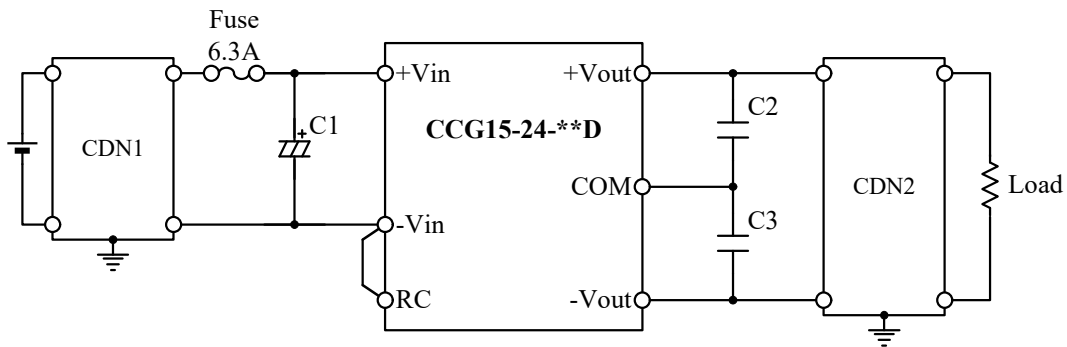 Fuse
6.3A
+Vin
+Vout
C1
CCG15-24-**D
C2
CDN1
COM
CDN2
Load
-Vin
C3
RC
-Vout